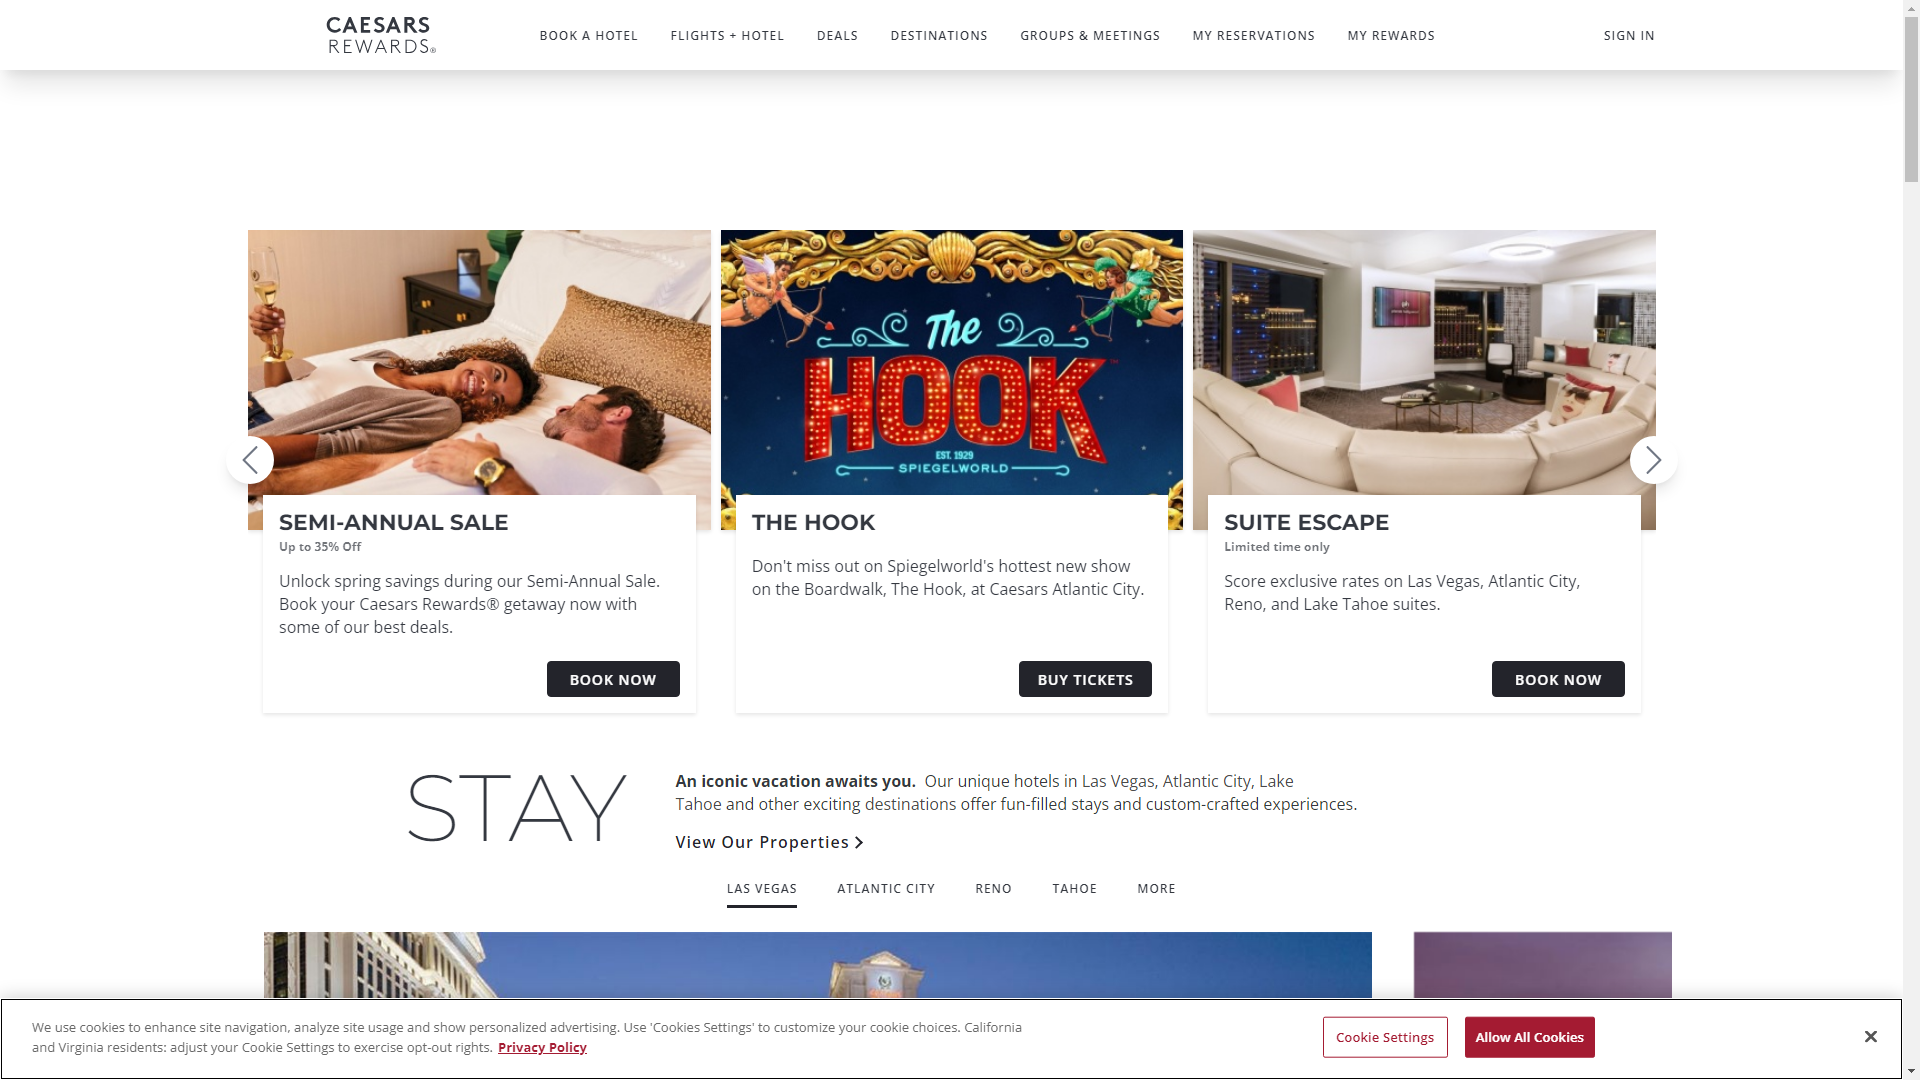 CAESARS
REWARDS®
BOOK A HOTEL
FLIGHTS + HOTEL
DEALS
DESTINATIONS
GROUPS & MEETINGS
MY RESERVATIONS
MY REWARDS
SIGN IN
The
HOOK™
EST. 1929
SPIEGELWORLD
SEMI-ANNUAL SALE
Up to 35% Off
Unlock spring savings during our Semi-Annual Sale.
Book your Caesars Rewards® getaway now with
some of our best deals.
BOOK NOW
THE HOOK
Don't miss out on Spiegelworld's hottest new show
on the Boardwalk, The Hook, at Caesars Atlantic City.
BUY TICKETS
SUITE ESCAPE
Limited time only
Score exclusive rates on Las Vegas, Atlantic City,
Reno, and Lake Tahoe suites.
BOOK NOW
STAY
An iconic vacation awaits you. Our unique hotels in Las Vegas, Atlantic City, Lake
Tahoe and other exciting destinations offer fun-filled stays and custom-crafted experiences.
View Our Properties
LAS VEGAS
ATLANTIC CITY
RENO
TAHOE
MORE
We use cookies to enhance site navigation, analyze site usage and show personalized advertising. Use 'Cookies Settings' to customize your cookie choices. California
and Virginia residents: adjust your Cookie Settings to exercise opt-out rights. Privacy Policy
Cookie Settings
Allow All Cookies